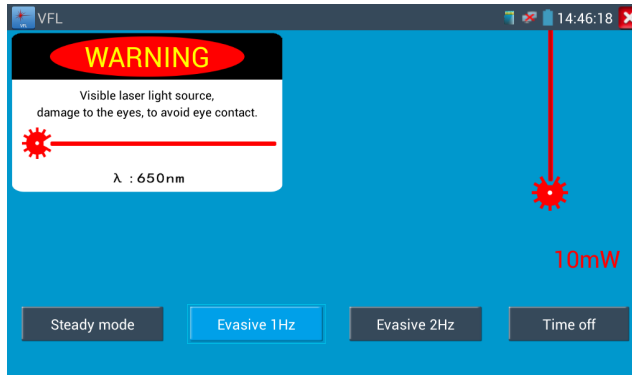 VFL
VFL
14:46:18
WARNING
Visible laser light source,
damage to the eyes, to avoid eye contact.
λ :650nm
10mW
Steady mode
Evasive 1Hz
Evasive 2Hz
Time off